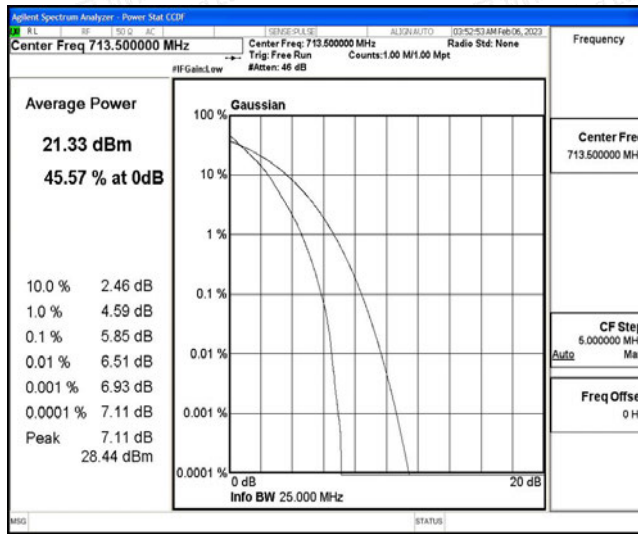 Agilent Spectrum Analyzer - Power Stat CCDF
RL RF 50 Ω AC SENSE:PULSE ALIGN AUTO 03:52:53 AM Feb 06, 2023
Center Freq 713.500000 MHz
Center Freq: 713.500000 MHz Radio Std: None
Trig: Free Run Counts:1.00 M/1.00 Mpt
#IFGain:Low #Atten: 46 dB
Frequency
Average Power
21.33 dBm
45.57 % at 0dB
10.0 % 2.46 dB
1.0 % 4.59 dB
0.1 % 5.85 dB
0.01 % 6.51 dB
0.001 % 6.93 dB
0.0001 % 7.11 dB
Peak 7.11 dB
28.44 dBm
Gaussian
100 %
10 %
1 %
0.1 %
0.01 %
0.001 %
0.0001 %
0 dB 20 dB
Info BW 25.000 MHz
Center Fre
713.500000 MH
CF Ste
5.000000 MH
Auto Ma
Freq Offse
0 H
MSG STATUS